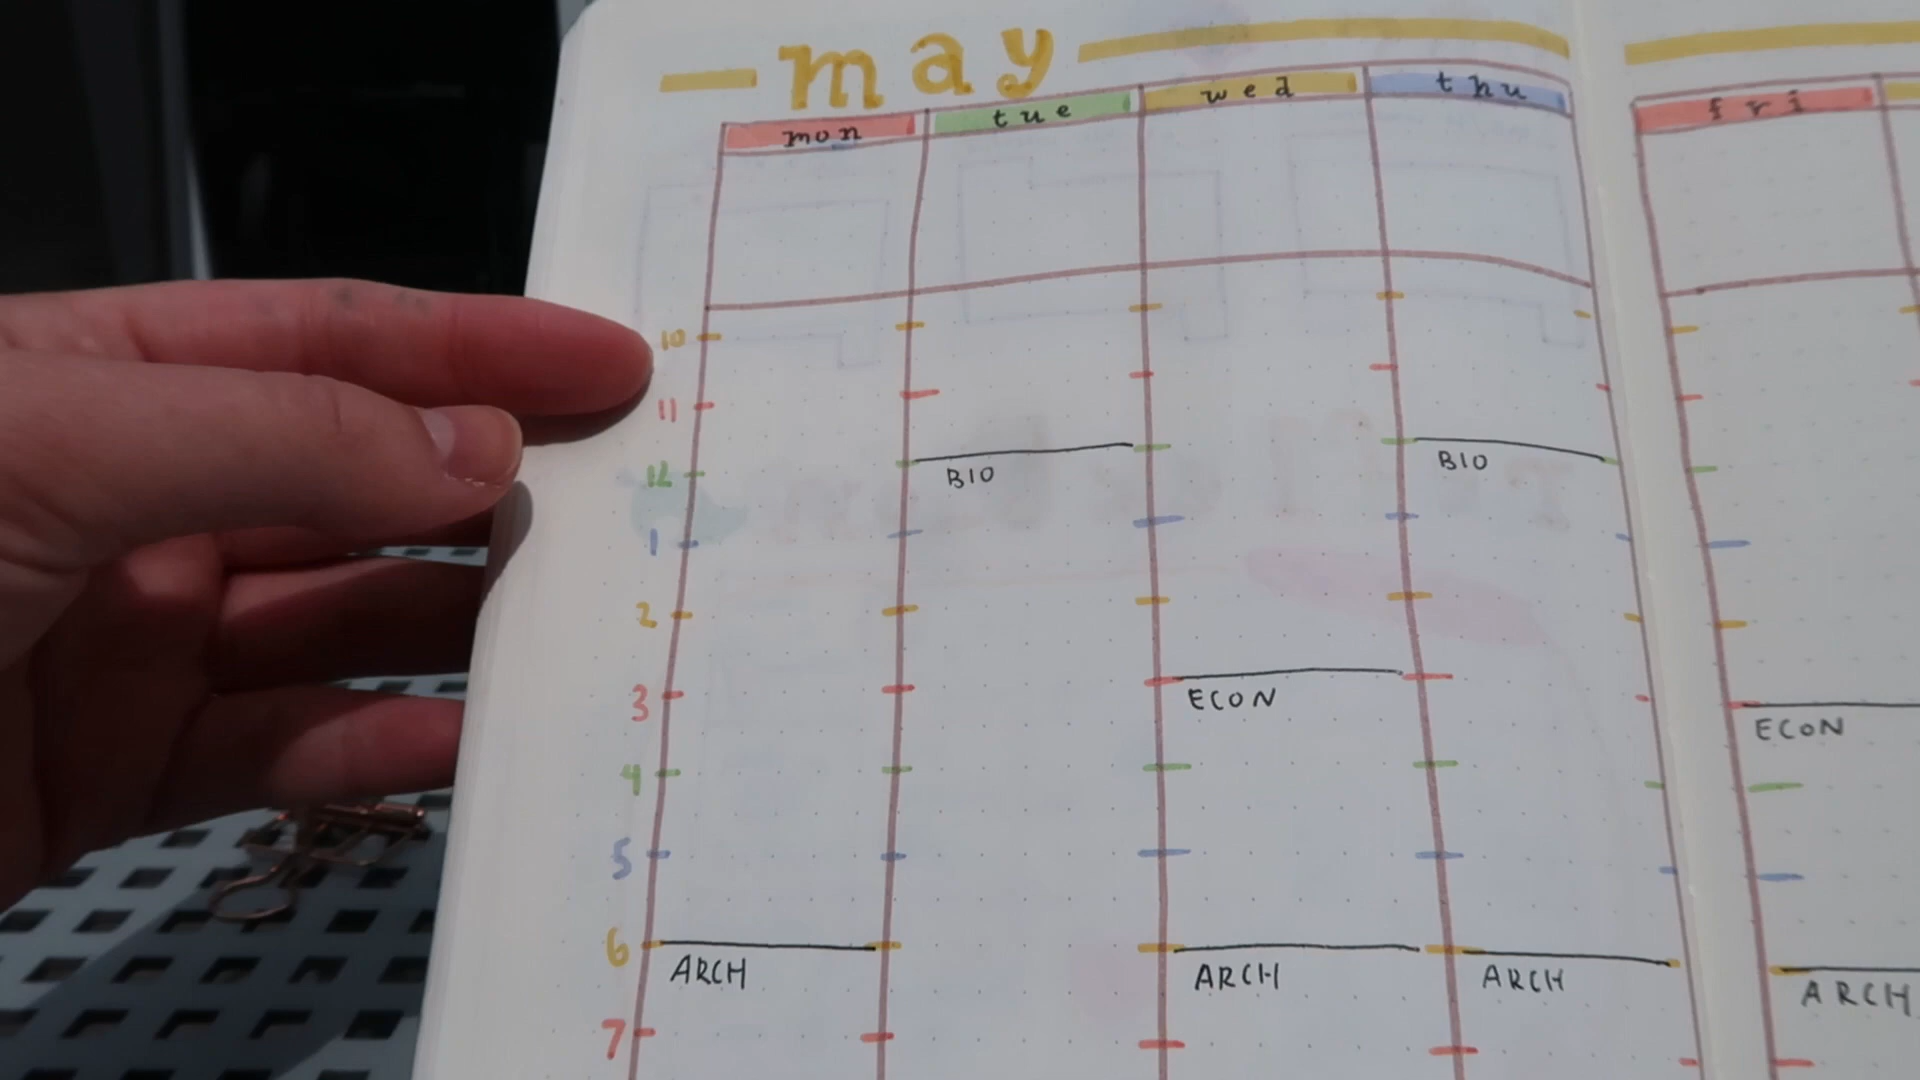 may
mon tue wed thu fri
10
11
12
BIO BIO
1
2
3
ECON ECON
4
5
6
ARCH ARCH ARCH ARCH
7